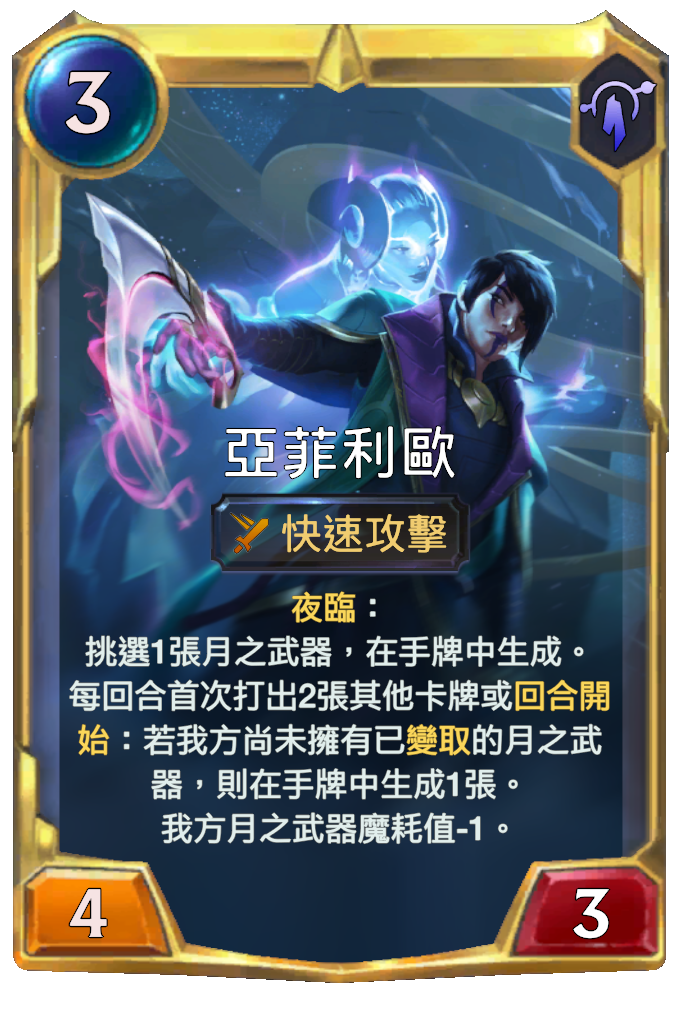 3
亞菲利歐
快速攻擊
夜臨：
挑選1張月之武器，在手牌中生成。
每回合首次打出2張其他卡牌或回合開
始：若我方尚未擁有已變取的月之武
器，則在手牌中生成1張。
我方月之武器魔耗值-1。
4
3